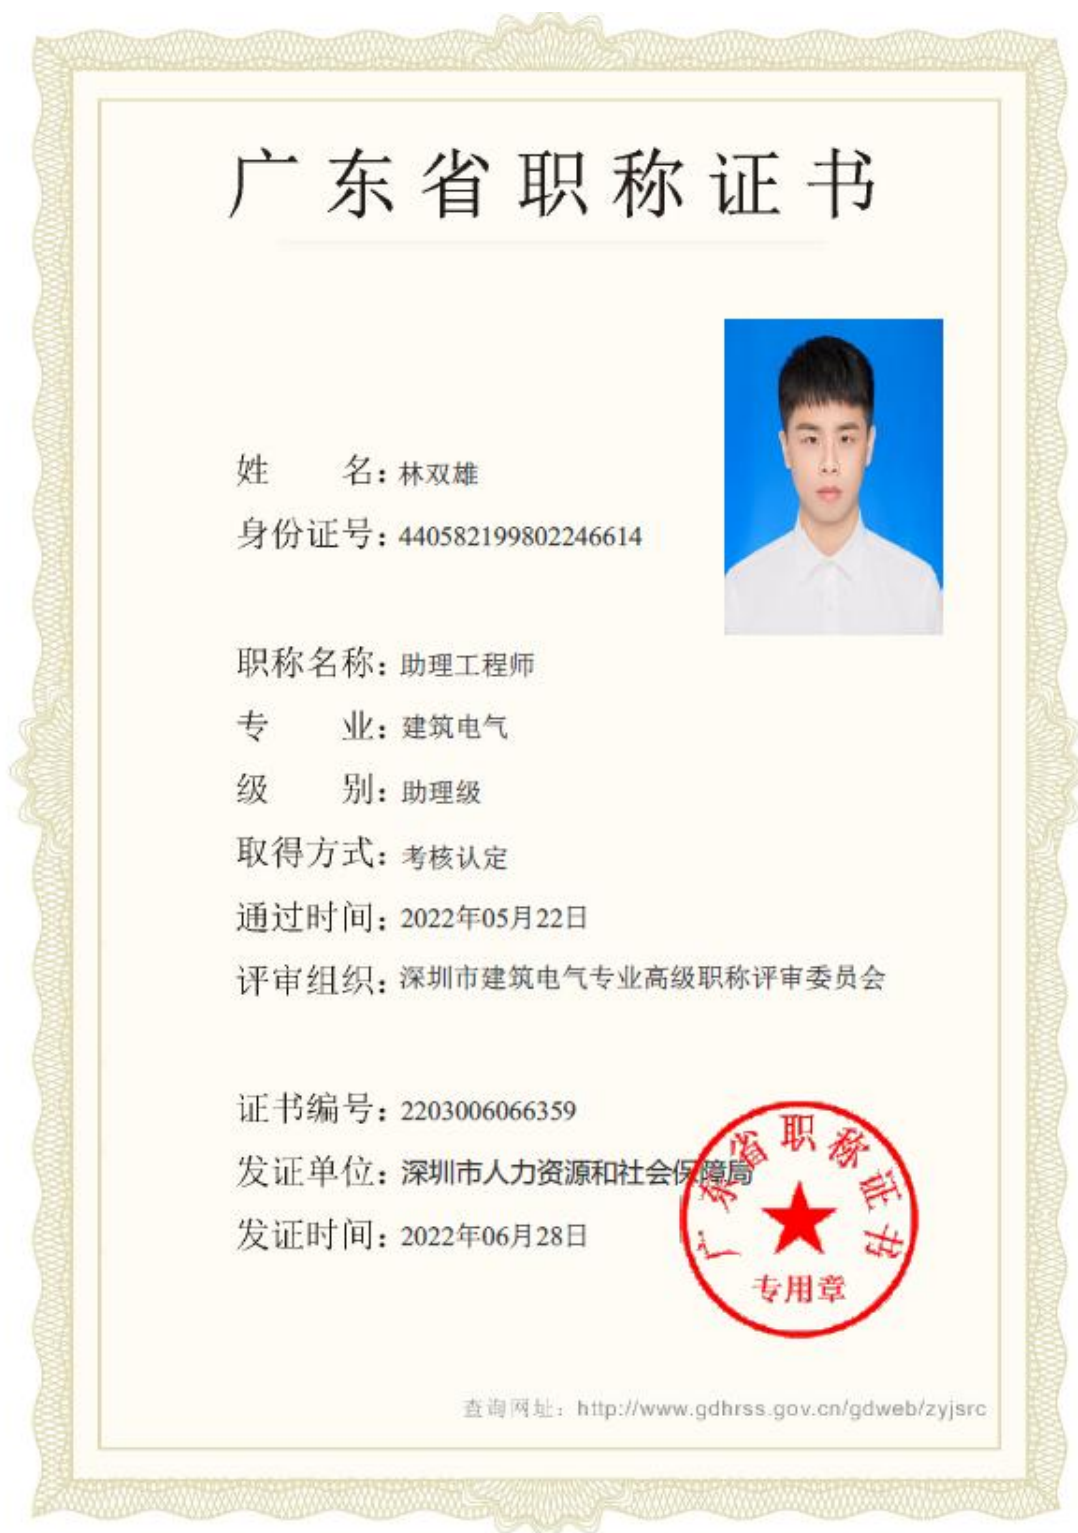 广东省职称证书
姓名：林双雄
身份证号：440582199802246614
职称名称：助理工程师
专业：建筑电气
级别：助理级
取得方式：考核认定
通过时间：2022年05月22日
评审组织：深圳市建筑电气专业高级职称评审委员会
证书编号：2203006066359
发证单位：深圳市人力资源和社会保障局
发证时间：2022年06月28日
广东省职称证书
专用章
查询网址：http://www.gdhrss.gov.cn/gdweb/zyjsrc